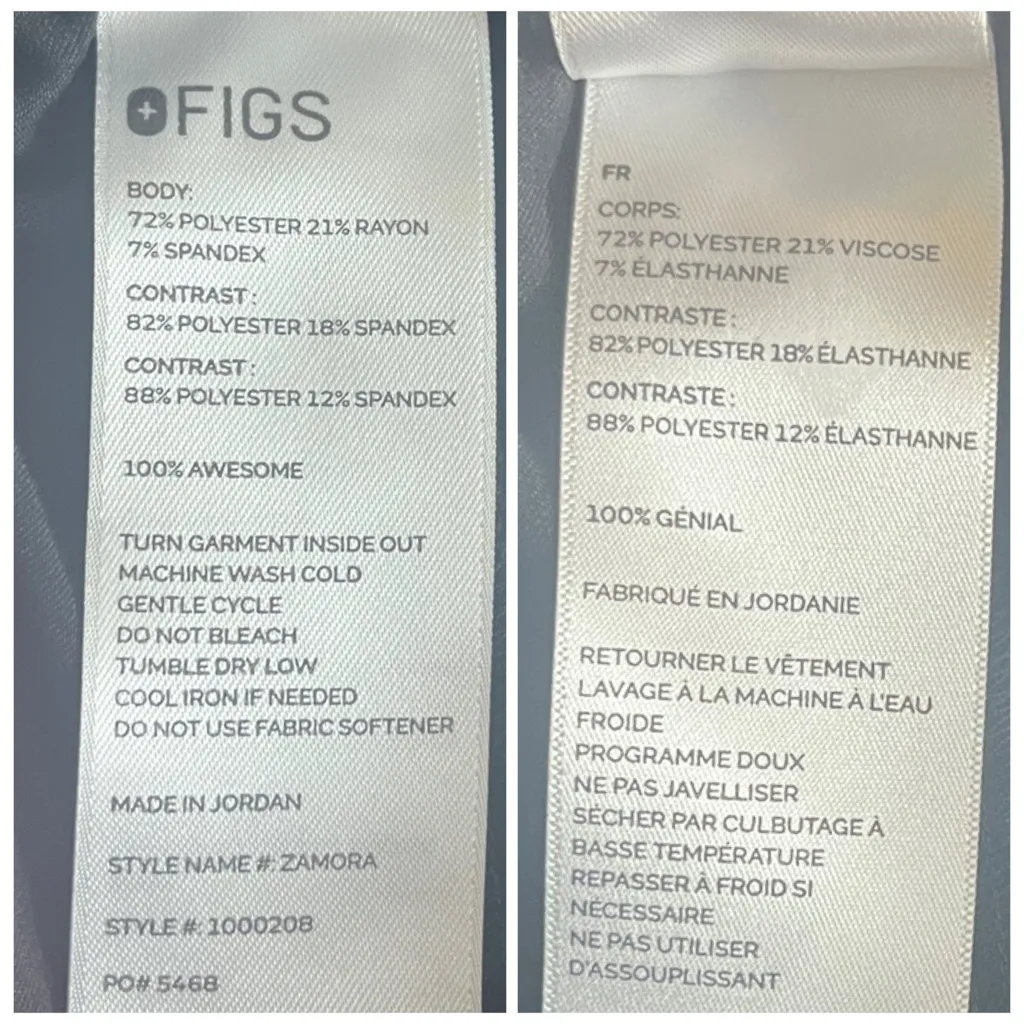 FIGS
BODY:
72% POLYESTER 21% RAYON
7% SPANDEX
CONTRAST :
82% POLYESTER 18% SPANDEX
CONTRAST :
88% POLYESTER 12% SPANDEX
100% AWESOME
TURN GARMENT INSIDE OUT
MACHINE WASH COLD
GENTLE CYCLE
DO NOT BLEACH
TUMBLE DRY LOW
COOL IRON IF NEEDED
DO NOT USE FABRIC SOFTENER
MADE IN JORDAN
STYLE NAME #: ZAMORA
STYLE #: 1000208
PO# 5468
FR
CORPS:
72% POLYESTER 21% VISCOSE
7% ÉLASTHANNE
CONTRASTE :
82% POLYESTER 18% ÉLASTHANNE
CONTRASTE :
88% POLYESTER 12% ÉLASTHANNE
100% GÉNIAL
FABRIQUÉ EN JORDANIE
RETOURNER LE VÊTEMENT
LAVAGE À LA MACHINE À L'EAU
FROIDE
PROGRAMME DOUX
NE PAS JAVELLISER
SÉCHER PAR CULBUTAGE À
BASSE TEMPÉRATURE
REPASSER À FROID SI
NÉCESSAIRE
NE PAS UTILISER
D'ASSOUPLISSANT